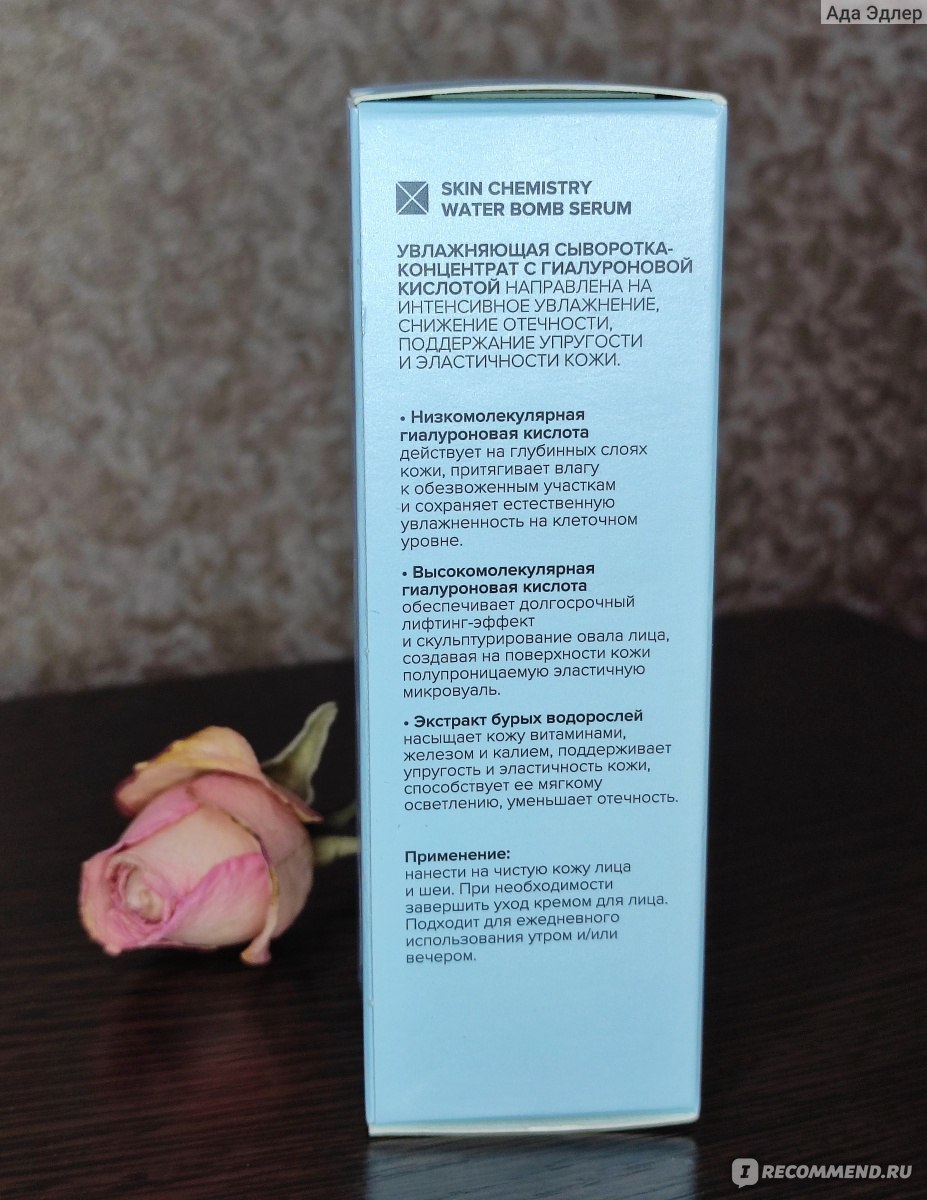 Ада Эдлер
SKIN CHEMISTRY
WATER BOMB SERUM
УВЛАЖНЯЮЩАЯ СЫВОРОТКА-
КОНЦЕНТРАТ С ГИАЛУРОНОВОЙ
КИСЛОТОЙ НАПРАВЛЕНА НА
ИНТЕНСИВНОЕ УВЛАЖНЕНИЕ,
СНИЖЕНИЕ ОТЕЧНОСТИ,
ПОДДЕРЖАНИЕ УПРУГОСТИ
И ЭЛАСТИЧНОСТИ КОЖИ.
• Низкомолекулярная
гиалуроновая кислота
действует на глубинных слоях
кожи, притягивает влагу
к обезвоженным участкам
и сохраняет естественную
увлажненность на клеточном
уровне.
• Высокомолекулярная
гиалуроновая кислота
обеспечивает долгосрочный
лифтинг-эффект
и скульптурирование овала лица,
создавая на поверхности кожи
полупроницаемую эластичную
микровуаль.
• Экстракт бурых водорослей
насыщает кожу витаминами,
железом и калием, поддерживает
упругость и эластичность кожи,
способствует ее мягкому
осветлению, уменьшает отечность.
Применение:
нанести на чистую кожу лица
и шеи. При необходимости
завершить уход кремом для лица.
Подходит для ежедневного
использования утром и/или
вечером.
IRECOMMEND.RU